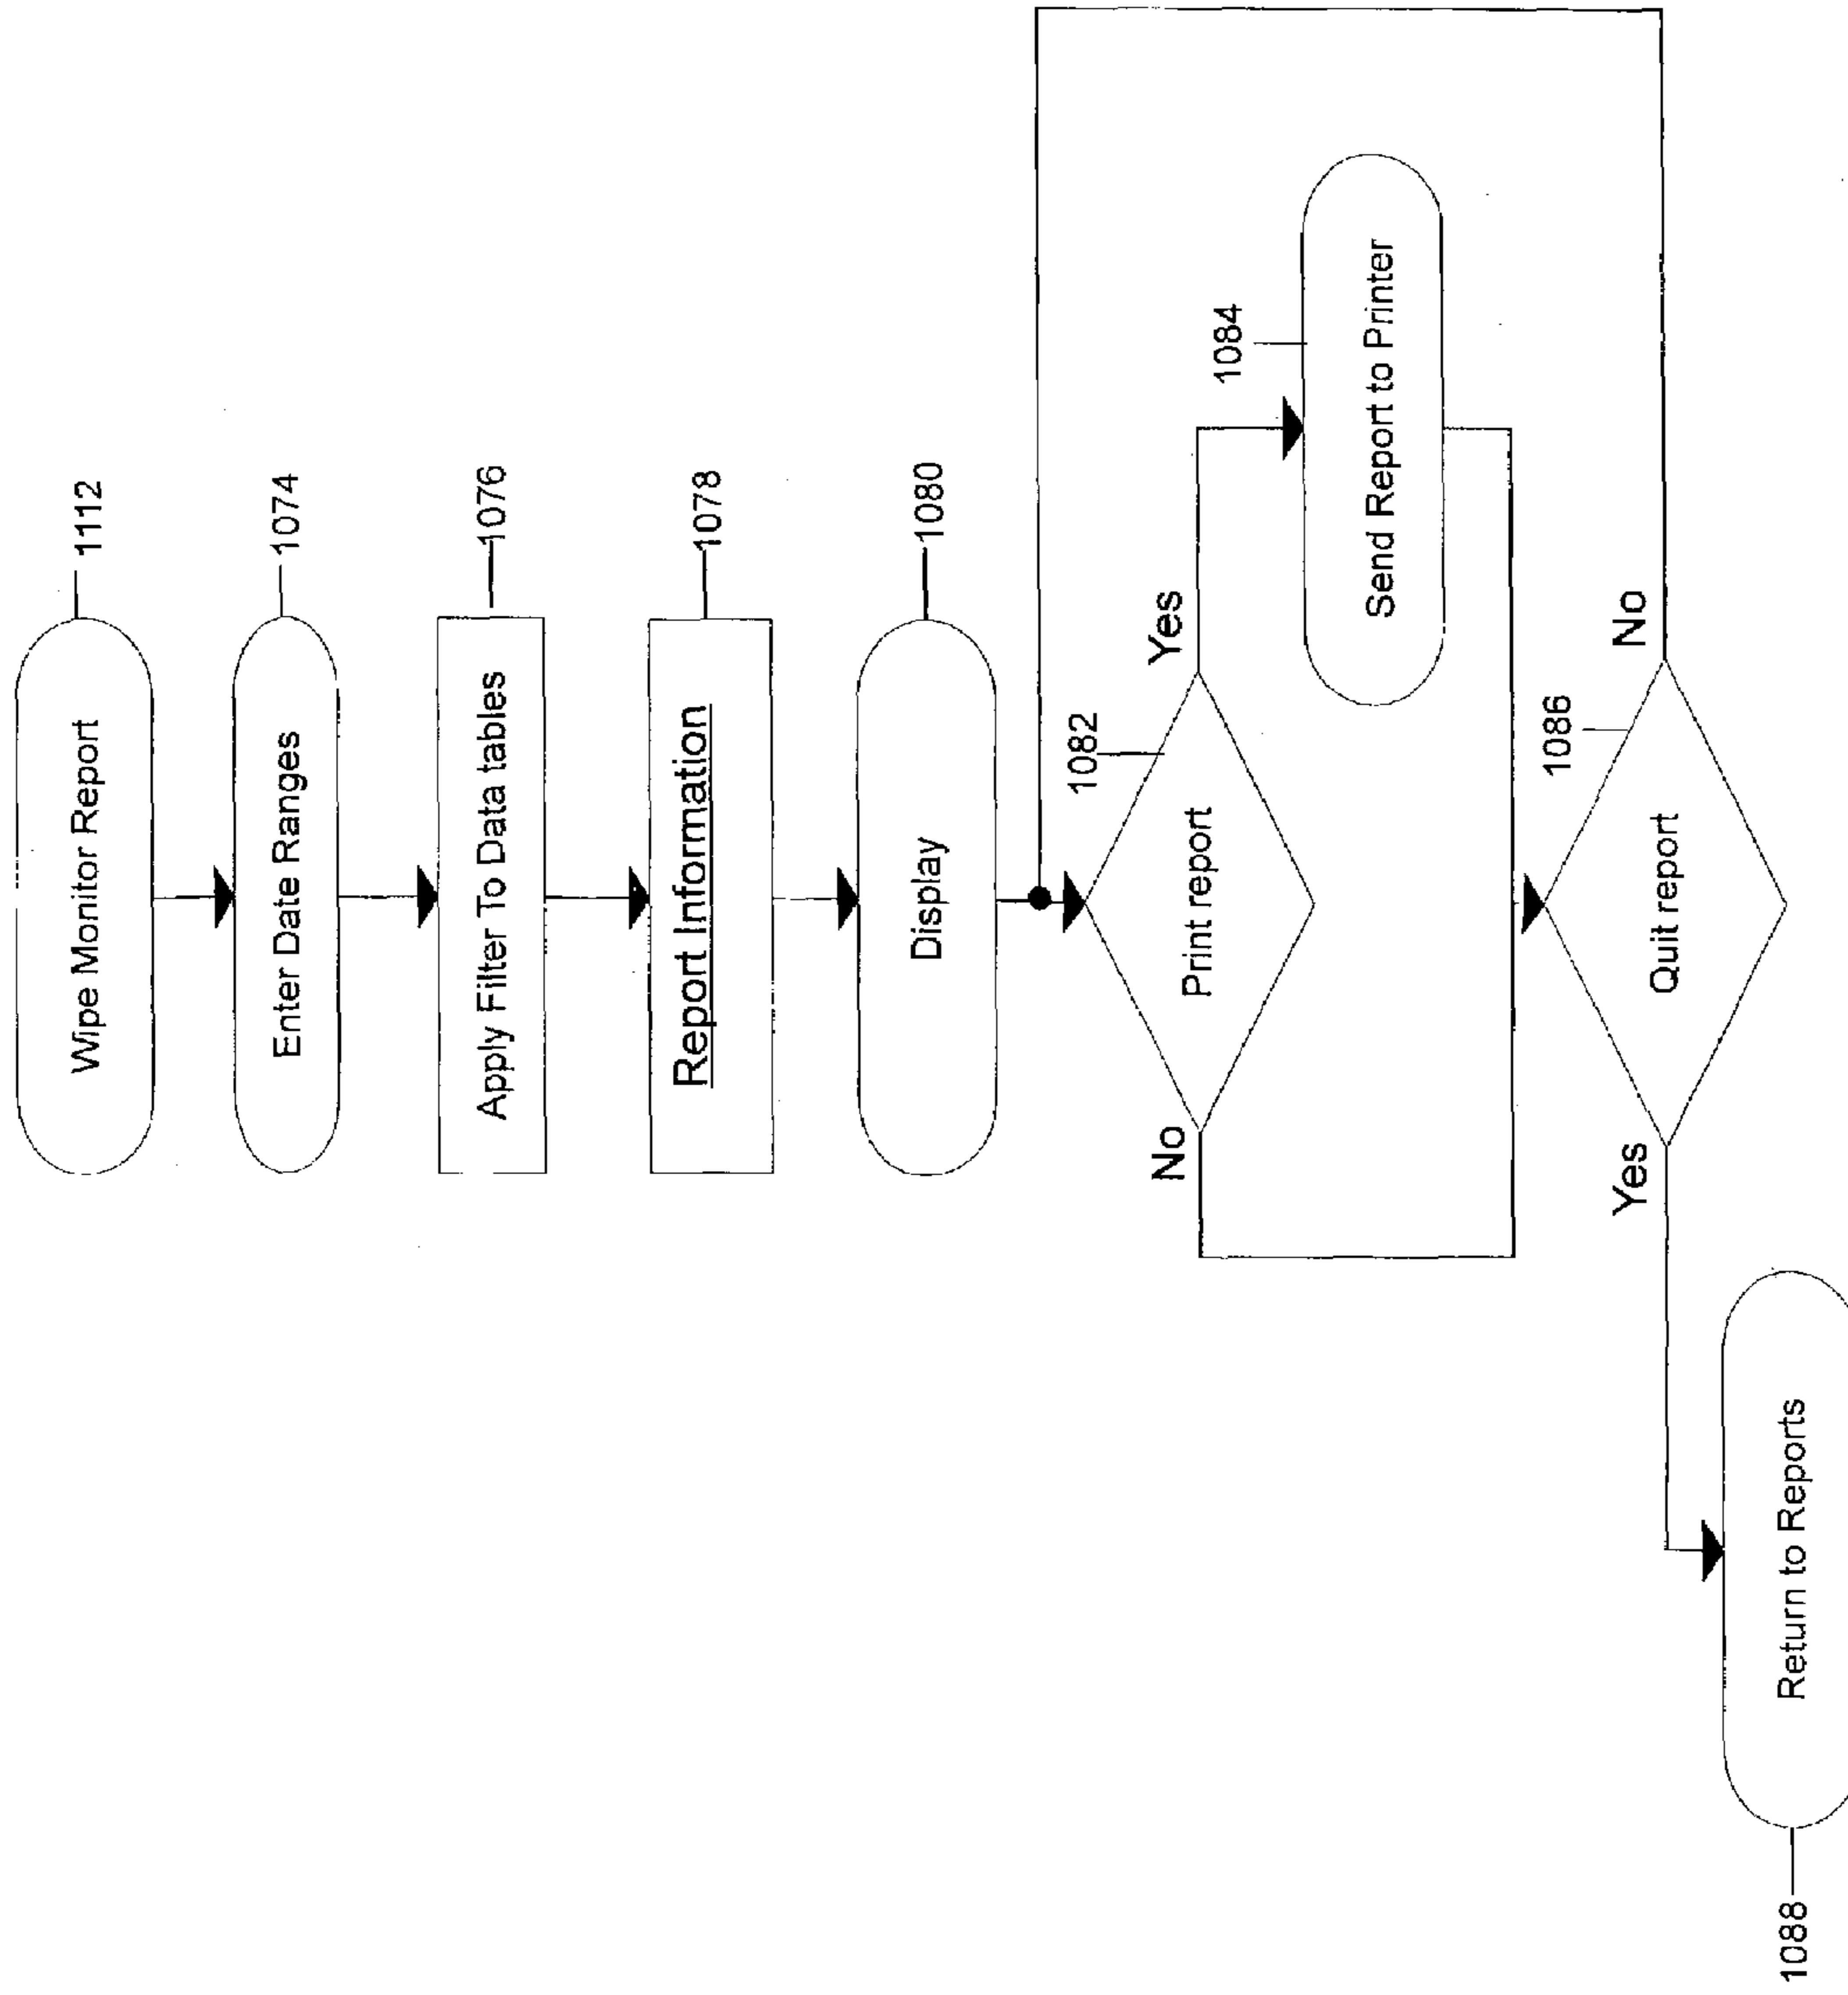 Wipe Monitor Report
1112
Enter Date Ranges
1074
Apply Filter To Data tables
1076
Report Information
1078
Display
1080
Print report
1082
Yes
No
1084
Send Report to Printer
Quit report
1086
No
Yes
Return to Reports
1088